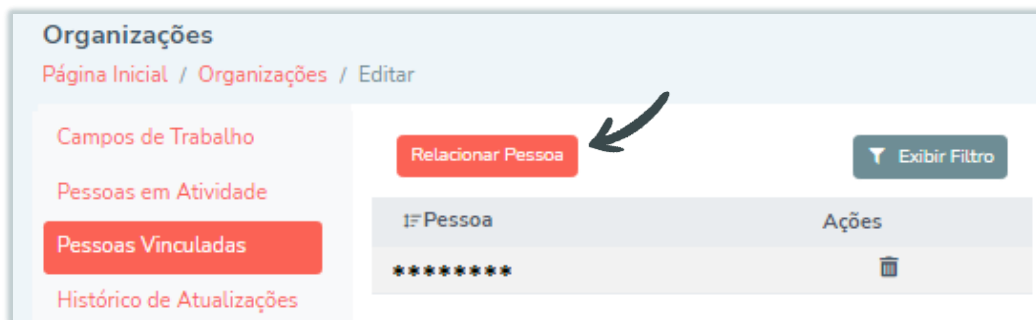 Organizações
Página Inicial / Organizações / Editar
Campos de Trabalho
Pessoas em Atividade
Pessoas Vinculadas
Histórico de Atualizações
Relacionar Pessoa
Exibir Filtro
Pessoa Ações
********